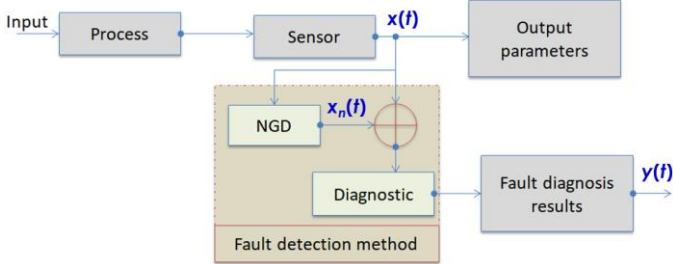 Input
Process
Sensor
x(t)
Output
parameters
NGD
xn(t)
Diagnostic
Fault diagnosis
results
y(t)
Fault detection method